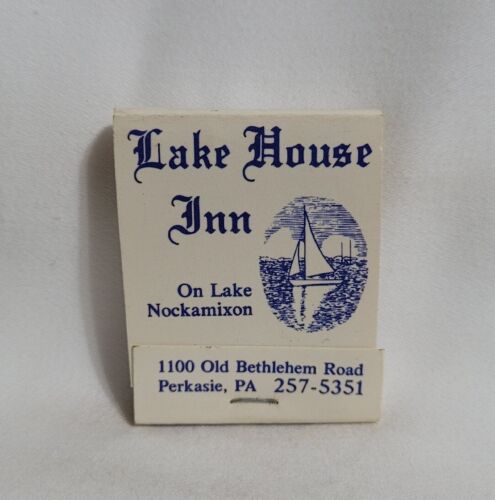 Lake House
Inn
On Lake
Nockamixon
1100 Old Bethlehem Road
Perkasie, PA 257-5351